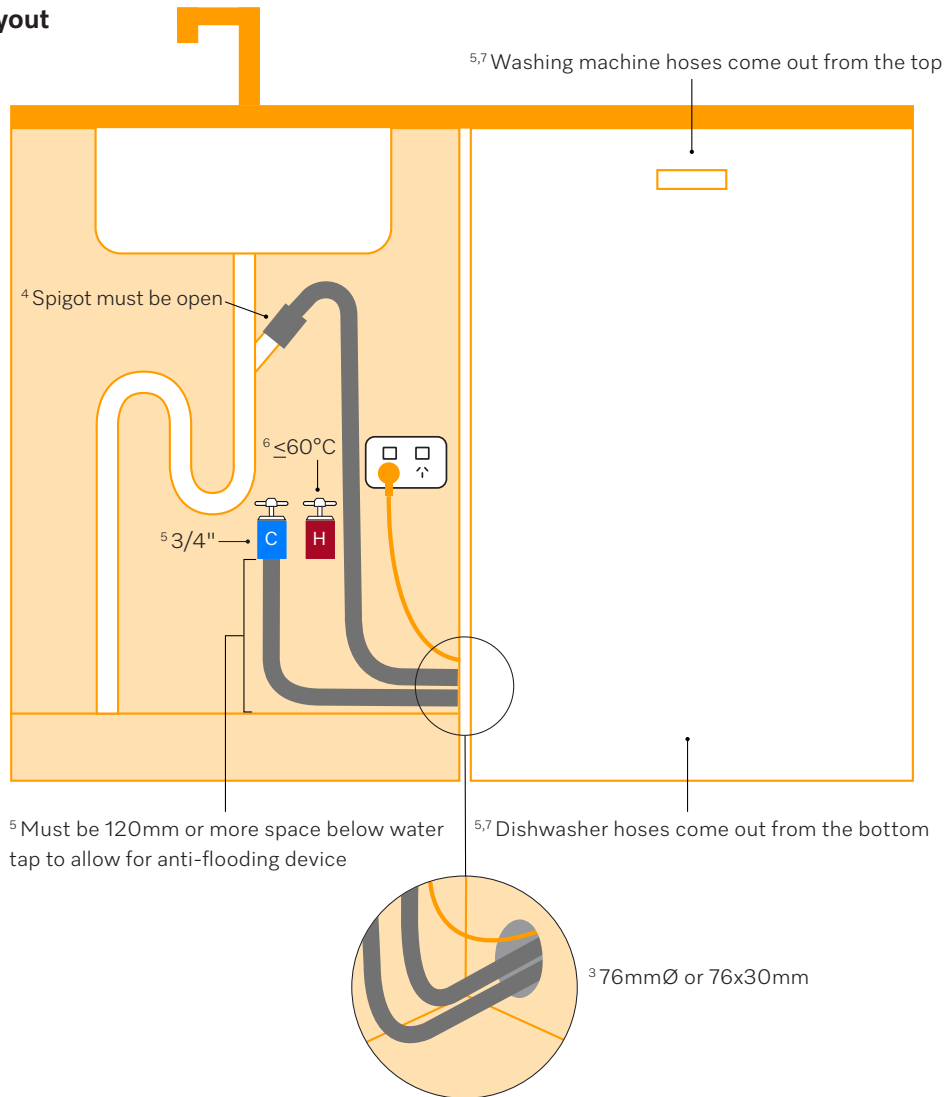 yout
5,7 Washing machine hoses come out from the top
4 Spigot must be open
6 ≤60°C
5 3/4"
C
H
5 Must be 120mm or more space below water
tap to allow for anti-flooding device
5,7 Dishwasher hoses come out from the bottom
3 76mmØ or 76x30mm